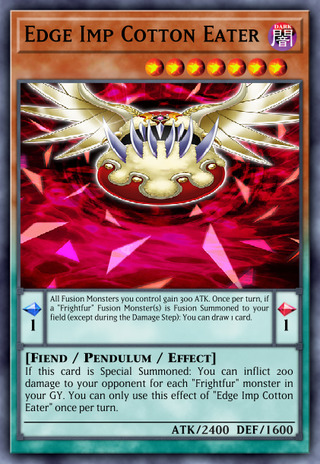 Edge Imp Cotton Eater
DARK
闇
All Fusion Monsters you control gain 300 ATK. Once per turn, if
a "Frightfur" Fusion Monster(s) is Fusion Summoned to your
field (except during the Damage Step): You can draw 1 card.
1
1
[Fiend / Pendulum / Effect]
If this card is Special Summoned: You can inflict 200
damage to your opponent for each "Frightfur" monster in
your GY. You can only use this effect of "Edge Imp Cotton
Eater" once per turn.
ATK/2400 DEF/1600